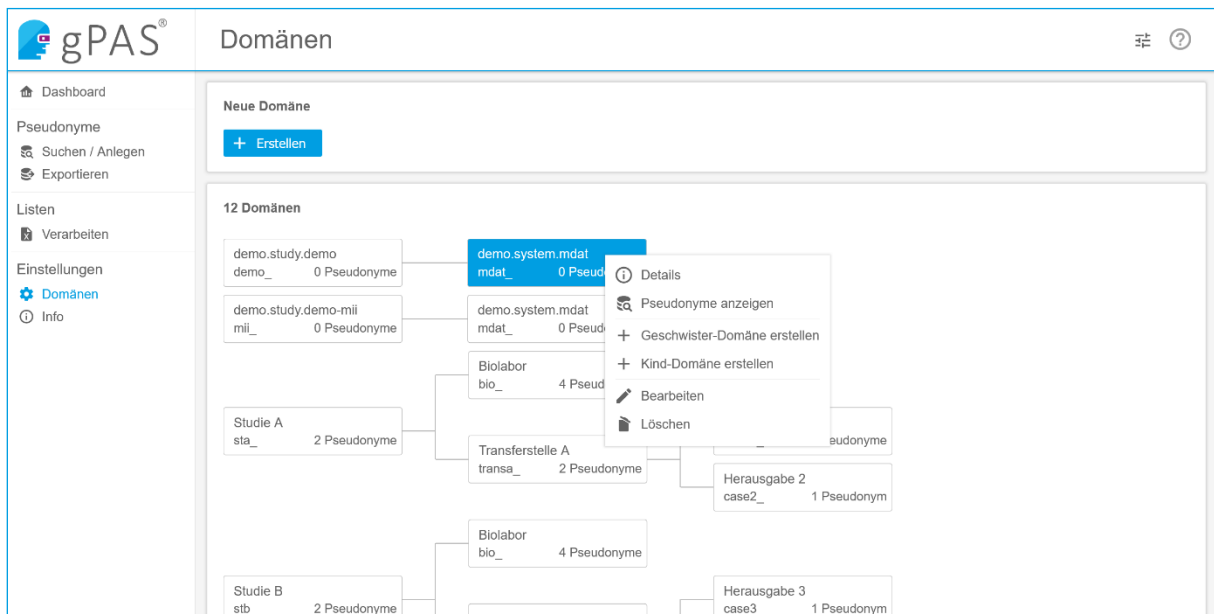 gPAS®
Domänen
Dashboard
Pseudonyme
Suchen / Anlegen
Exportieren
Listen
Verarbeiten
Einstellungen
Domänen
Info
Neue Domäne
+ Erstellen
12 Domänen
demo.study.demo
demo_ 0 Pseudonyme
demo.system.mdat
mdat_ 0 Pseud
demo.study.demo-mii
mii_ 0 Pseudonyme
demo.system.mdat
mdat_ 0 Pseud
Biolabor
bio_ 4 Pseud
Studie A
sta_ 2 Pseudonyme
Transferstelle A
transa_ 2 Pseudonyme
eudonyme
Herausgabe 2
case2_ 1 Pseudonym
Biolabor
bio_ 4 Pseudonyme
Studie B
stb 2 Pseudonyme
Herausgabe 3
case3 1 Pseudonym
Details
Pseudonyme anzeigen
+ Geschwister-Domäne erstellen
+ Kind-Domäne erstellen
Bearbeiten
Löschen